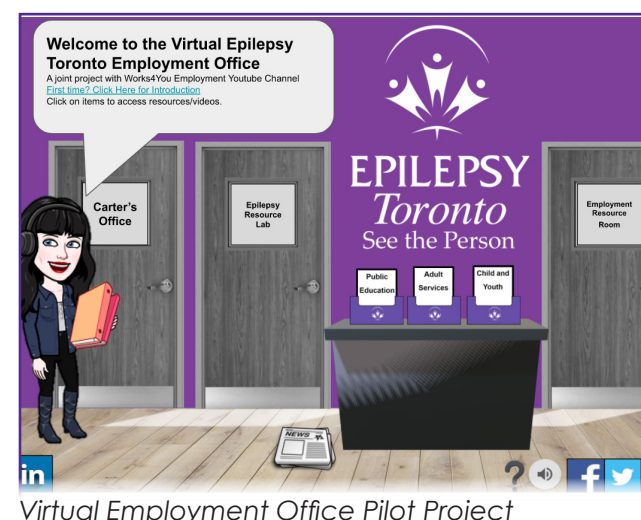 Welcome to the Virtual Epilepsy
Toronto Employment Office
A joint project with Works4You Employment Youtube Channel
First time? Click Here for Introduction
Click on items to access resources/videos.
Carter's
Office
Epilepsy
Resource
Lab
EPILEPSY
Toronto
See the Person
Employment
Resource
Room
Public
Education
Adult
Services
Child and
Youth
NEWS
in
?
f
Virtual Employment Office Pilot Project